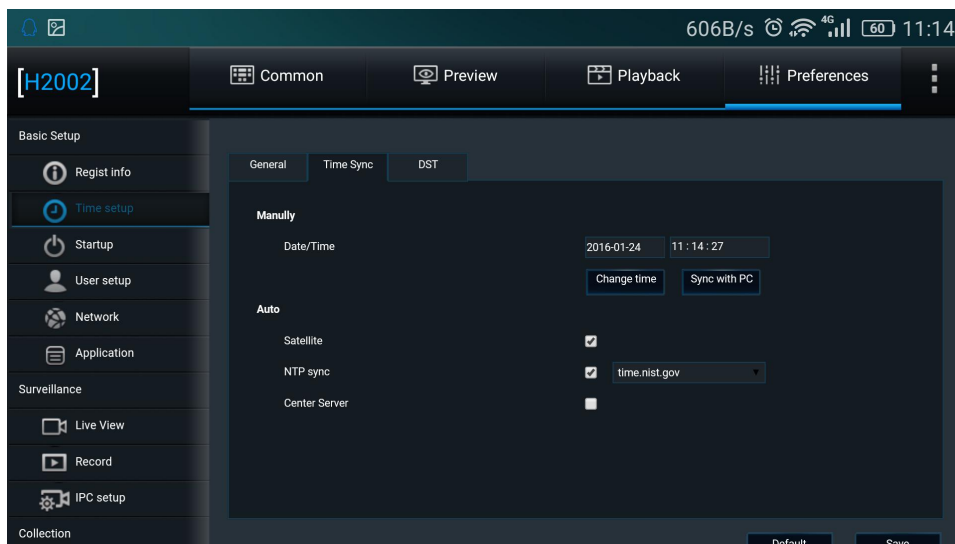 606B/s 4G 60 11:14
[H2002] Common Preview Playback Preferences
Basic Setup
Regist info
Time setup
Startup
User setup
Network
Application
Surveillance
Live View
Record
IPC setup
Collection
General Time Sync DST
Manully
Date/Time 2016-01-24 11 : 14 : 27
Change time Sync with PC
Auto
Satellite
NTP sync time.nist.gov
Center Server
Default Save